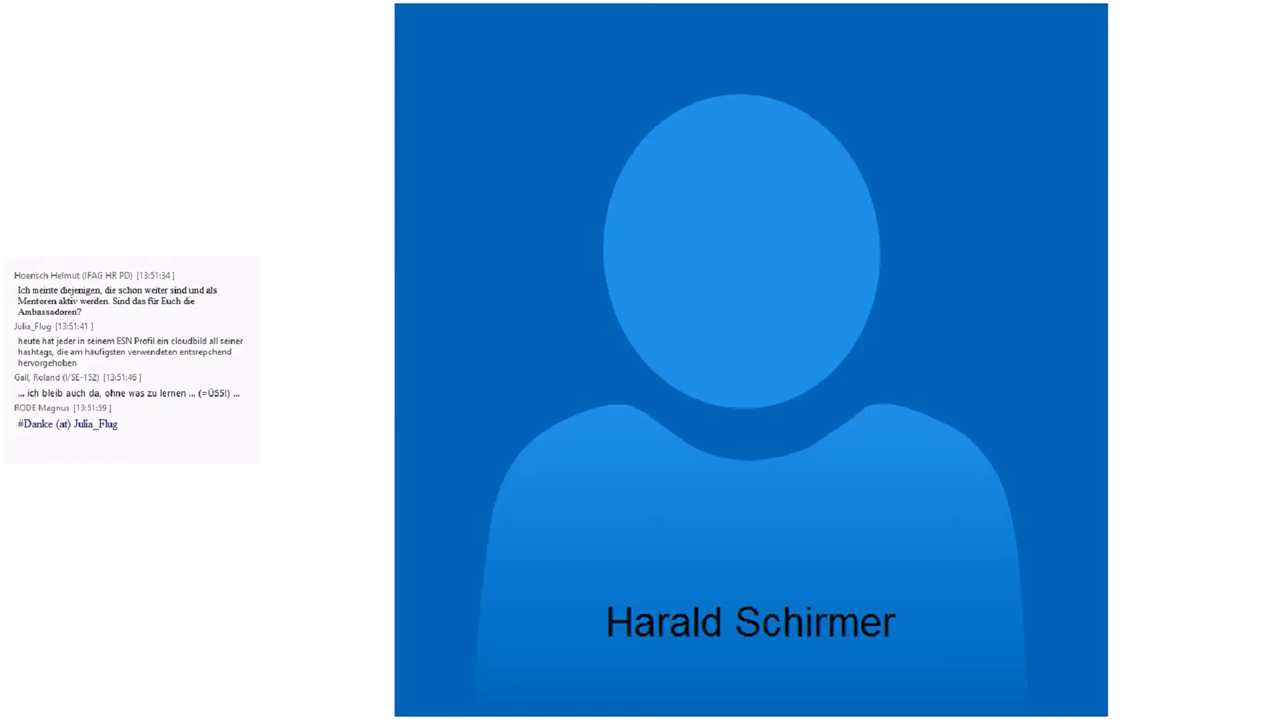 Hoensch Helmut (IFAG HR PD) [13:51:34 ]
Ich meinte diejenigen, die schon weiter sind und als
Mentoren aktiv werden. Sind das für Euch die
Ambassadoren?
Julia_Flug [13:51:41 ]
heute hat jeder in seinem ESN Profil ein cloudbild all seiner
hashtags, die am häufigsten verwendeten entsrepchend
hervorgehoben
Gall, Roland (I/SE-152) [13:51:46 ]
... ich bleib auch da, ohne was zu lernen ... (=Ü55!) ...
RODE Magnus [13:51:59 ]
#Danke (at) Julia_Flug
Harald Schirmer